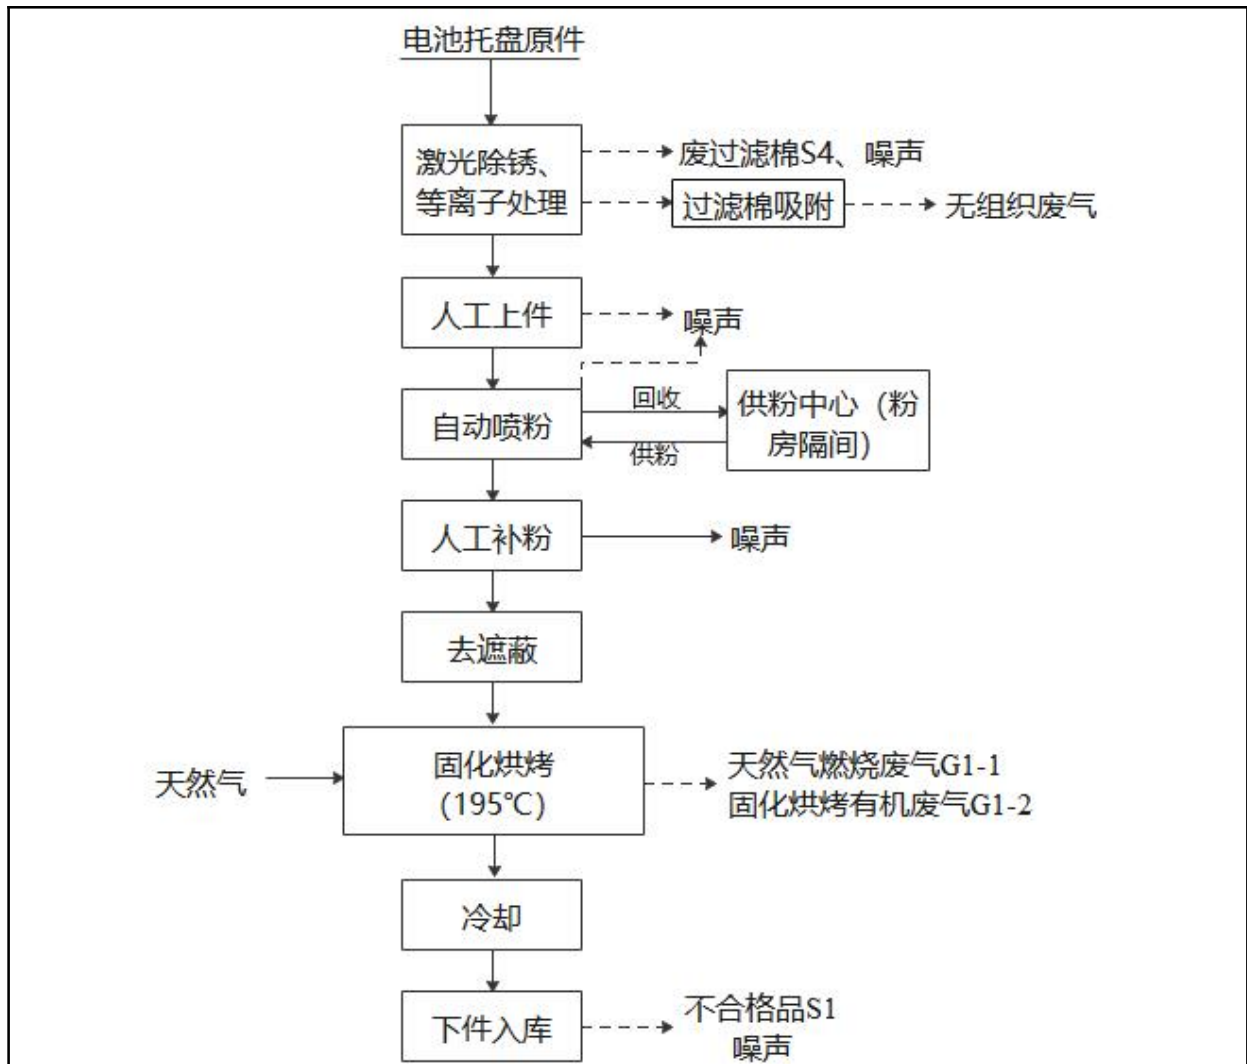 电池托盘原件
激光除锈、
等离子处理
废过滤棉S4、噪声
过滤棉吸附
无组织废气
人工上件
噪声
自动喷粉
回收
供粉
供粉中心（粉
房隔间）
人工补粉
噪声
去遮蔽
天然气
固化烘烤
（195℃）
天然气燃烧废气G1-1
固化烘烤有机废气G1-2
冷却
下件入库
不合格品S1
噪声